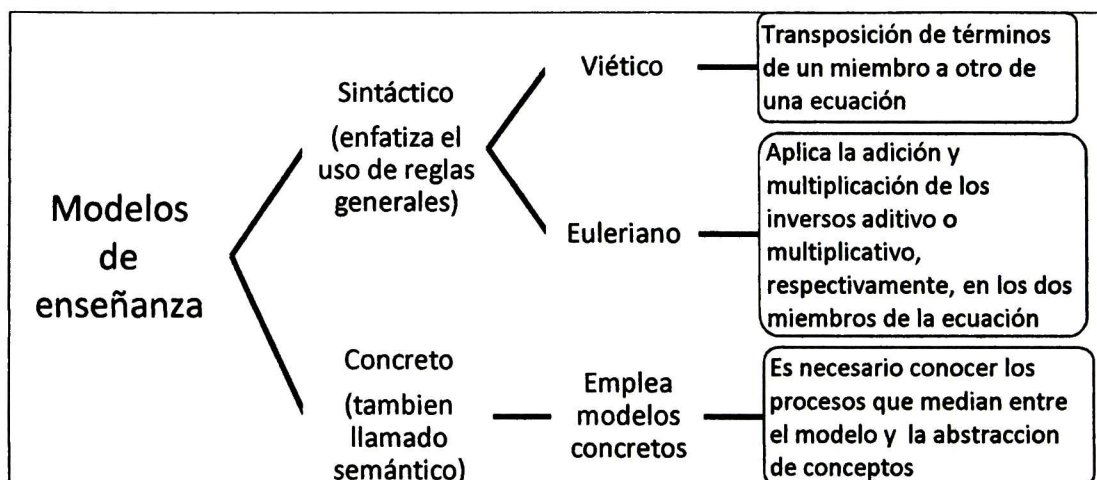 Modelos
de
enseñanza
Sintáctico
(enfatiza el
uso de reglas
generales)
Viético
Transposición de términos
de un miembro a otro de
una ecuación
Euleriano
Aplica la adición y
multiplicación de los
inversos aditivo o
multiplicativo,
respectivamente, en los dos
miembros de la ecuación
Concreto
(tambien
llamado
semántico)
Emplea
modelos
concretos
Es necesario conocer los
procesos que median entre
el modelo y la abstraccion
de conceptos